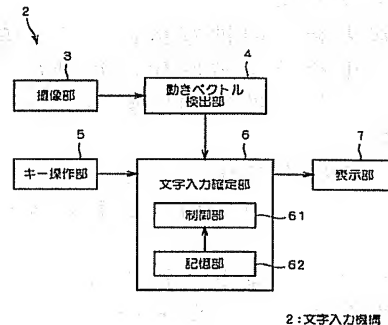 2
3
4
撮像部
動きベクトル
検出部
5
6
7
キー操作部
文字入力確定部
表示部
制御部
61
記憶部
62
2：文字入力機構